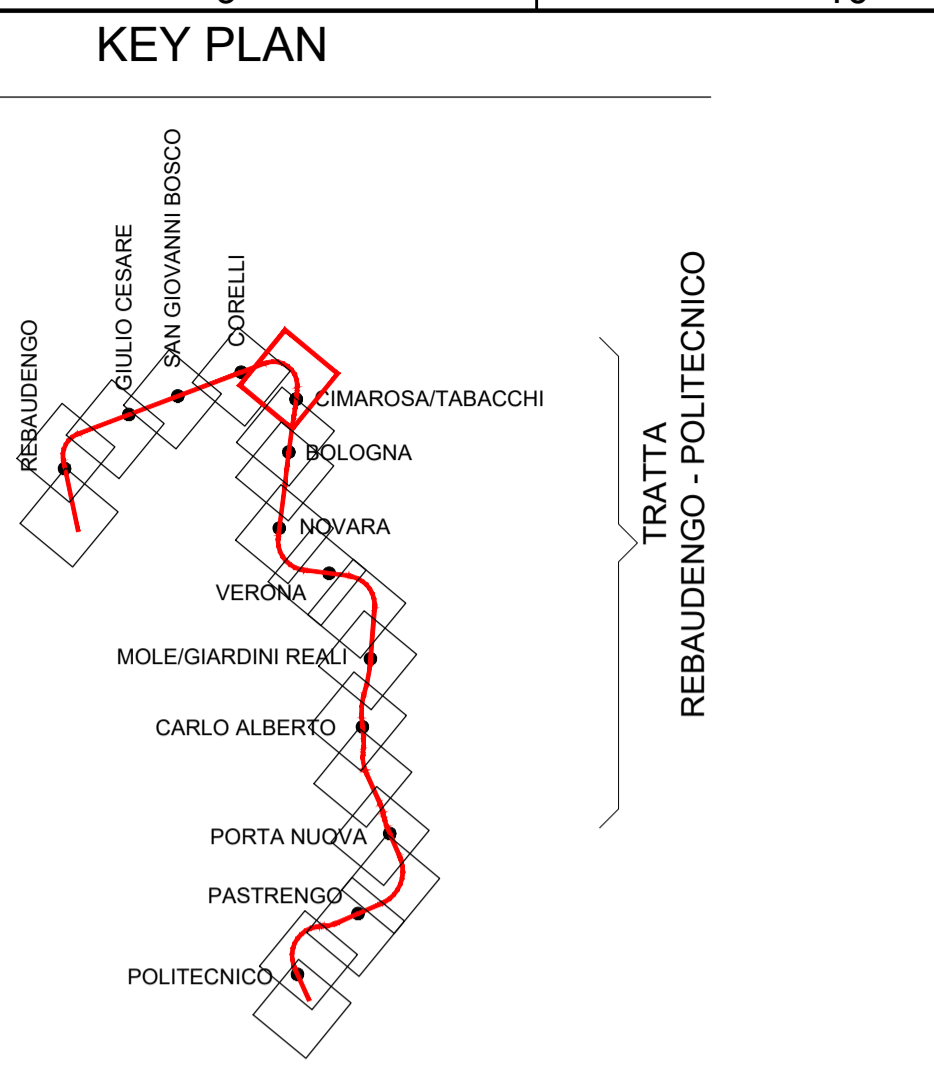 KEY PLAN
REBAUDENGO
GIULIO CESARE
SAN GIOVANNI BOSCO
CORELLI
CIMAROSA/TABACCHI
BOLOGNA
NOVARA
VERONA
MOLE/GIARDINI REALI
CARLO ALBERTO
PORTA NUOVA
PASTRENGO
POLITECNICO
TRATTA
REBAUDENGO - POLITECNICO